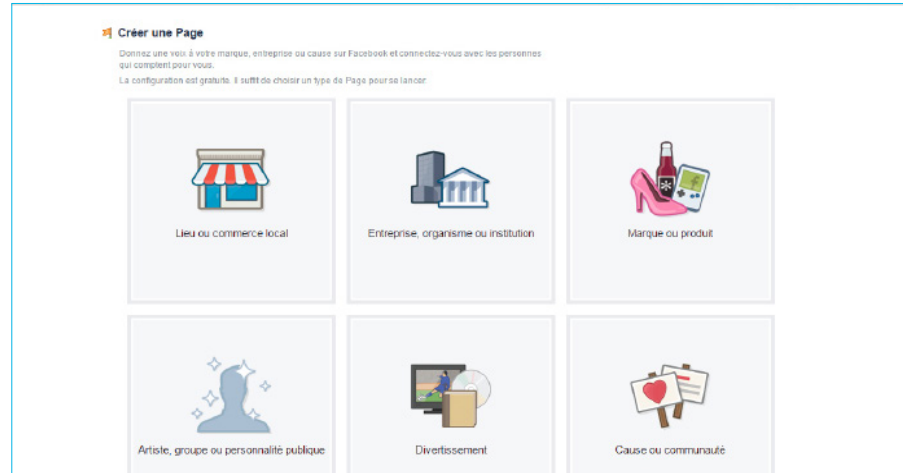 Créer une Page
Donnez une voix à votre marque, entreprise ou cause sur Facebook et connectez-vous avec les personnes
qui comptent pour vous.
La configuration est gratuite. Il suffit de choisir un type de Page pour se lancer.
Lieu ou commerce local
Entreprise, organisme ou institution
Marque ou produit
Artiste, groupe ou personnalité publique
Divertissement
Cause ou communauté